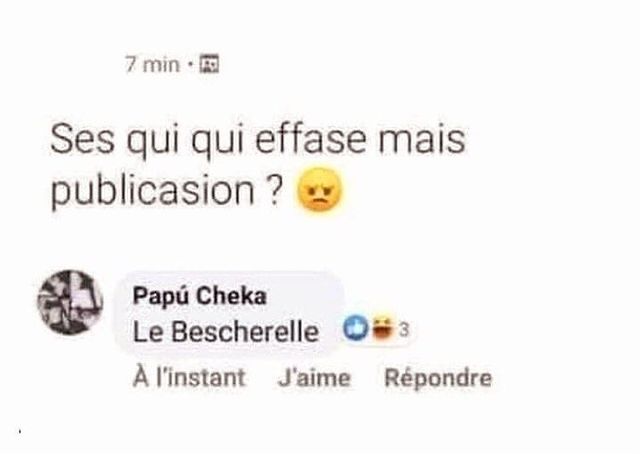 7 min ·
Ses qui qui effase mais
publicasion ? 😠
Papú Cheka
Le Bescherelle 3
À l'instant J'aime Répondre